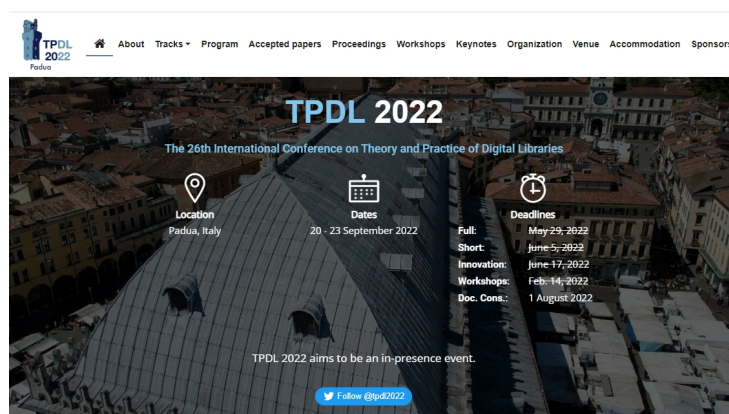 TPDL
2022
Padua
About Tracks Program Accepted papers Proceedings Workshops Keynotes Organization Venue Accommodation Sponsors
TPDL 2022
The 26th International Conference on Theory and Practice of Digital Libraries
Location
Padua, Italy
Dates
20 - 23 September 2022
Deadlines
Full: May 29, 2022
Short: June 5, 2022
Innovation: June 17, 2022
Workshops: Feb. 14, 2022
Doc. Cons.: 1 August 2022
TPDL 2022 aims to be an in-presence event.
Follow @tpdl2022